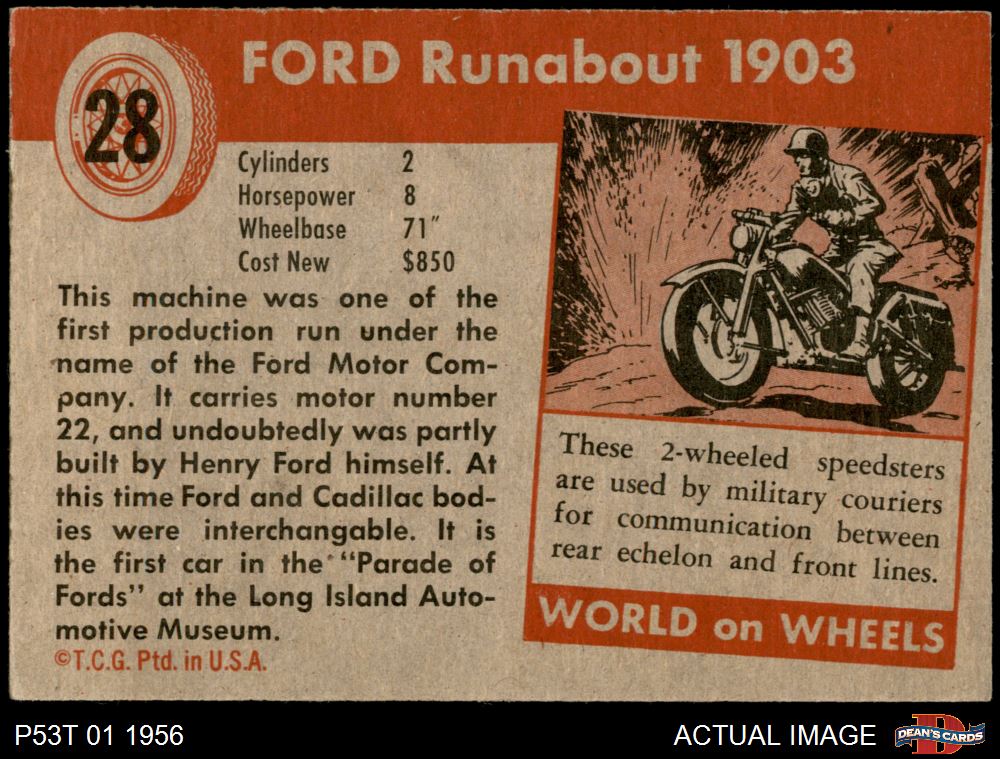 28
FORD Runabout 1903
Cylinders 2
Horsepower 8
Wheelbase 71"
Cost New $850
This machine was one of the
first production run under the
name of the Ford Motor Com-
pany. It carries motor number
22, and undoubtedly was partly
built by Henry Ford himself. At
this time Ford and Cadillac bod-
ies were interchangable. It is
the first car in the "Parade of
Fords" at the Long Island Auto-
motive Museum.
©T.C.G. Ptd. in U.S.A.
These 2-wheeled speedsters
are used by military couriers
for communication between
rear echelon and front lines.
WORLD on WHEELS
P53T 01 1956
ACTUAL IMAGE
D
DEAN'S CARDS